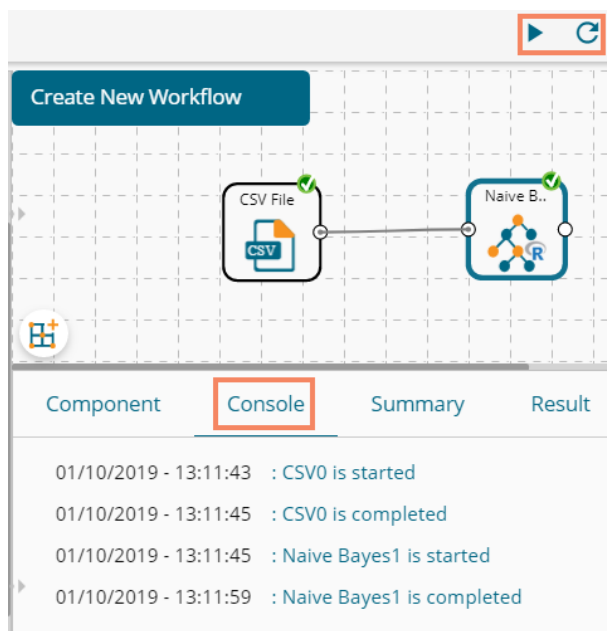 Create New Workflow
CSV File
CSV
Naive B..
R
Component Console Summary Result
01/10/2019 - 13:11:43 : CSV0 is started
01/10/2019 - 13:11:45 : CSV0 is completed
01/10/2019 - 13:11:45 : Naive Bayes1 is started
01/10/2019 - 13:11:59 : Naive Bayes1 is completed